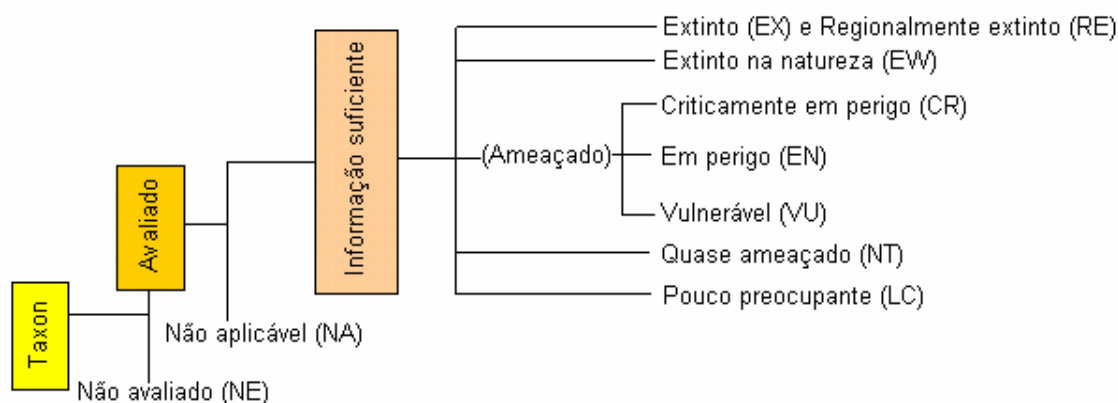 Taxon
Avaliado
Não avaliado (NE)
Não aplicável (NA)
Informação suficiente
Extinto (EX) e Regionalmente extinto (RE)
Extinto na natureza (EW)
(Ameaçado)
Criticamente em perigo (CR)
Em perigo (EN)
Vulnerável (VU)
Quase ameaçado (NT)
Pouco preocupante (LC)